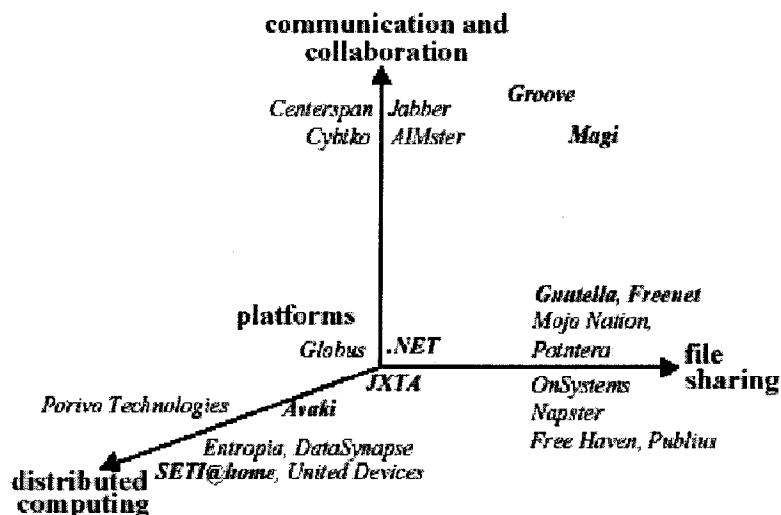 communication and
collaboration
Groove
Centerspan Jabber
Cybiko AIMster
Magi
Gnutella, Freenet
Mojo Nation,
Pointera
platforms
Globus .NET
file
sharing
JXTA
OnSystems
Napster
Free Haven, Publius
Porivo Technologies
Avaki
Entropia, DataSynapse
SETI@home, United Devices
distributed
computing